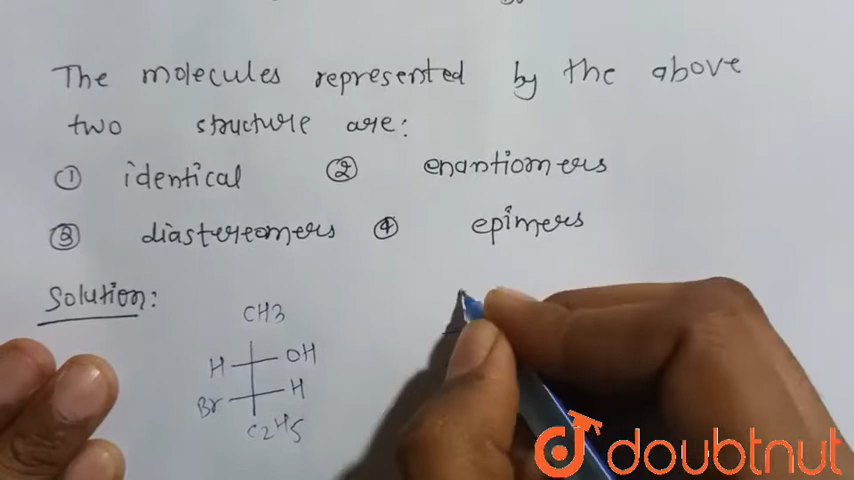 The molecules represented by the above
two structure are:
① identical ② enantiomers
③ diastereomers ④ epimers
Solution:
CH3
H OH
Br H
C2H5
doubtnut